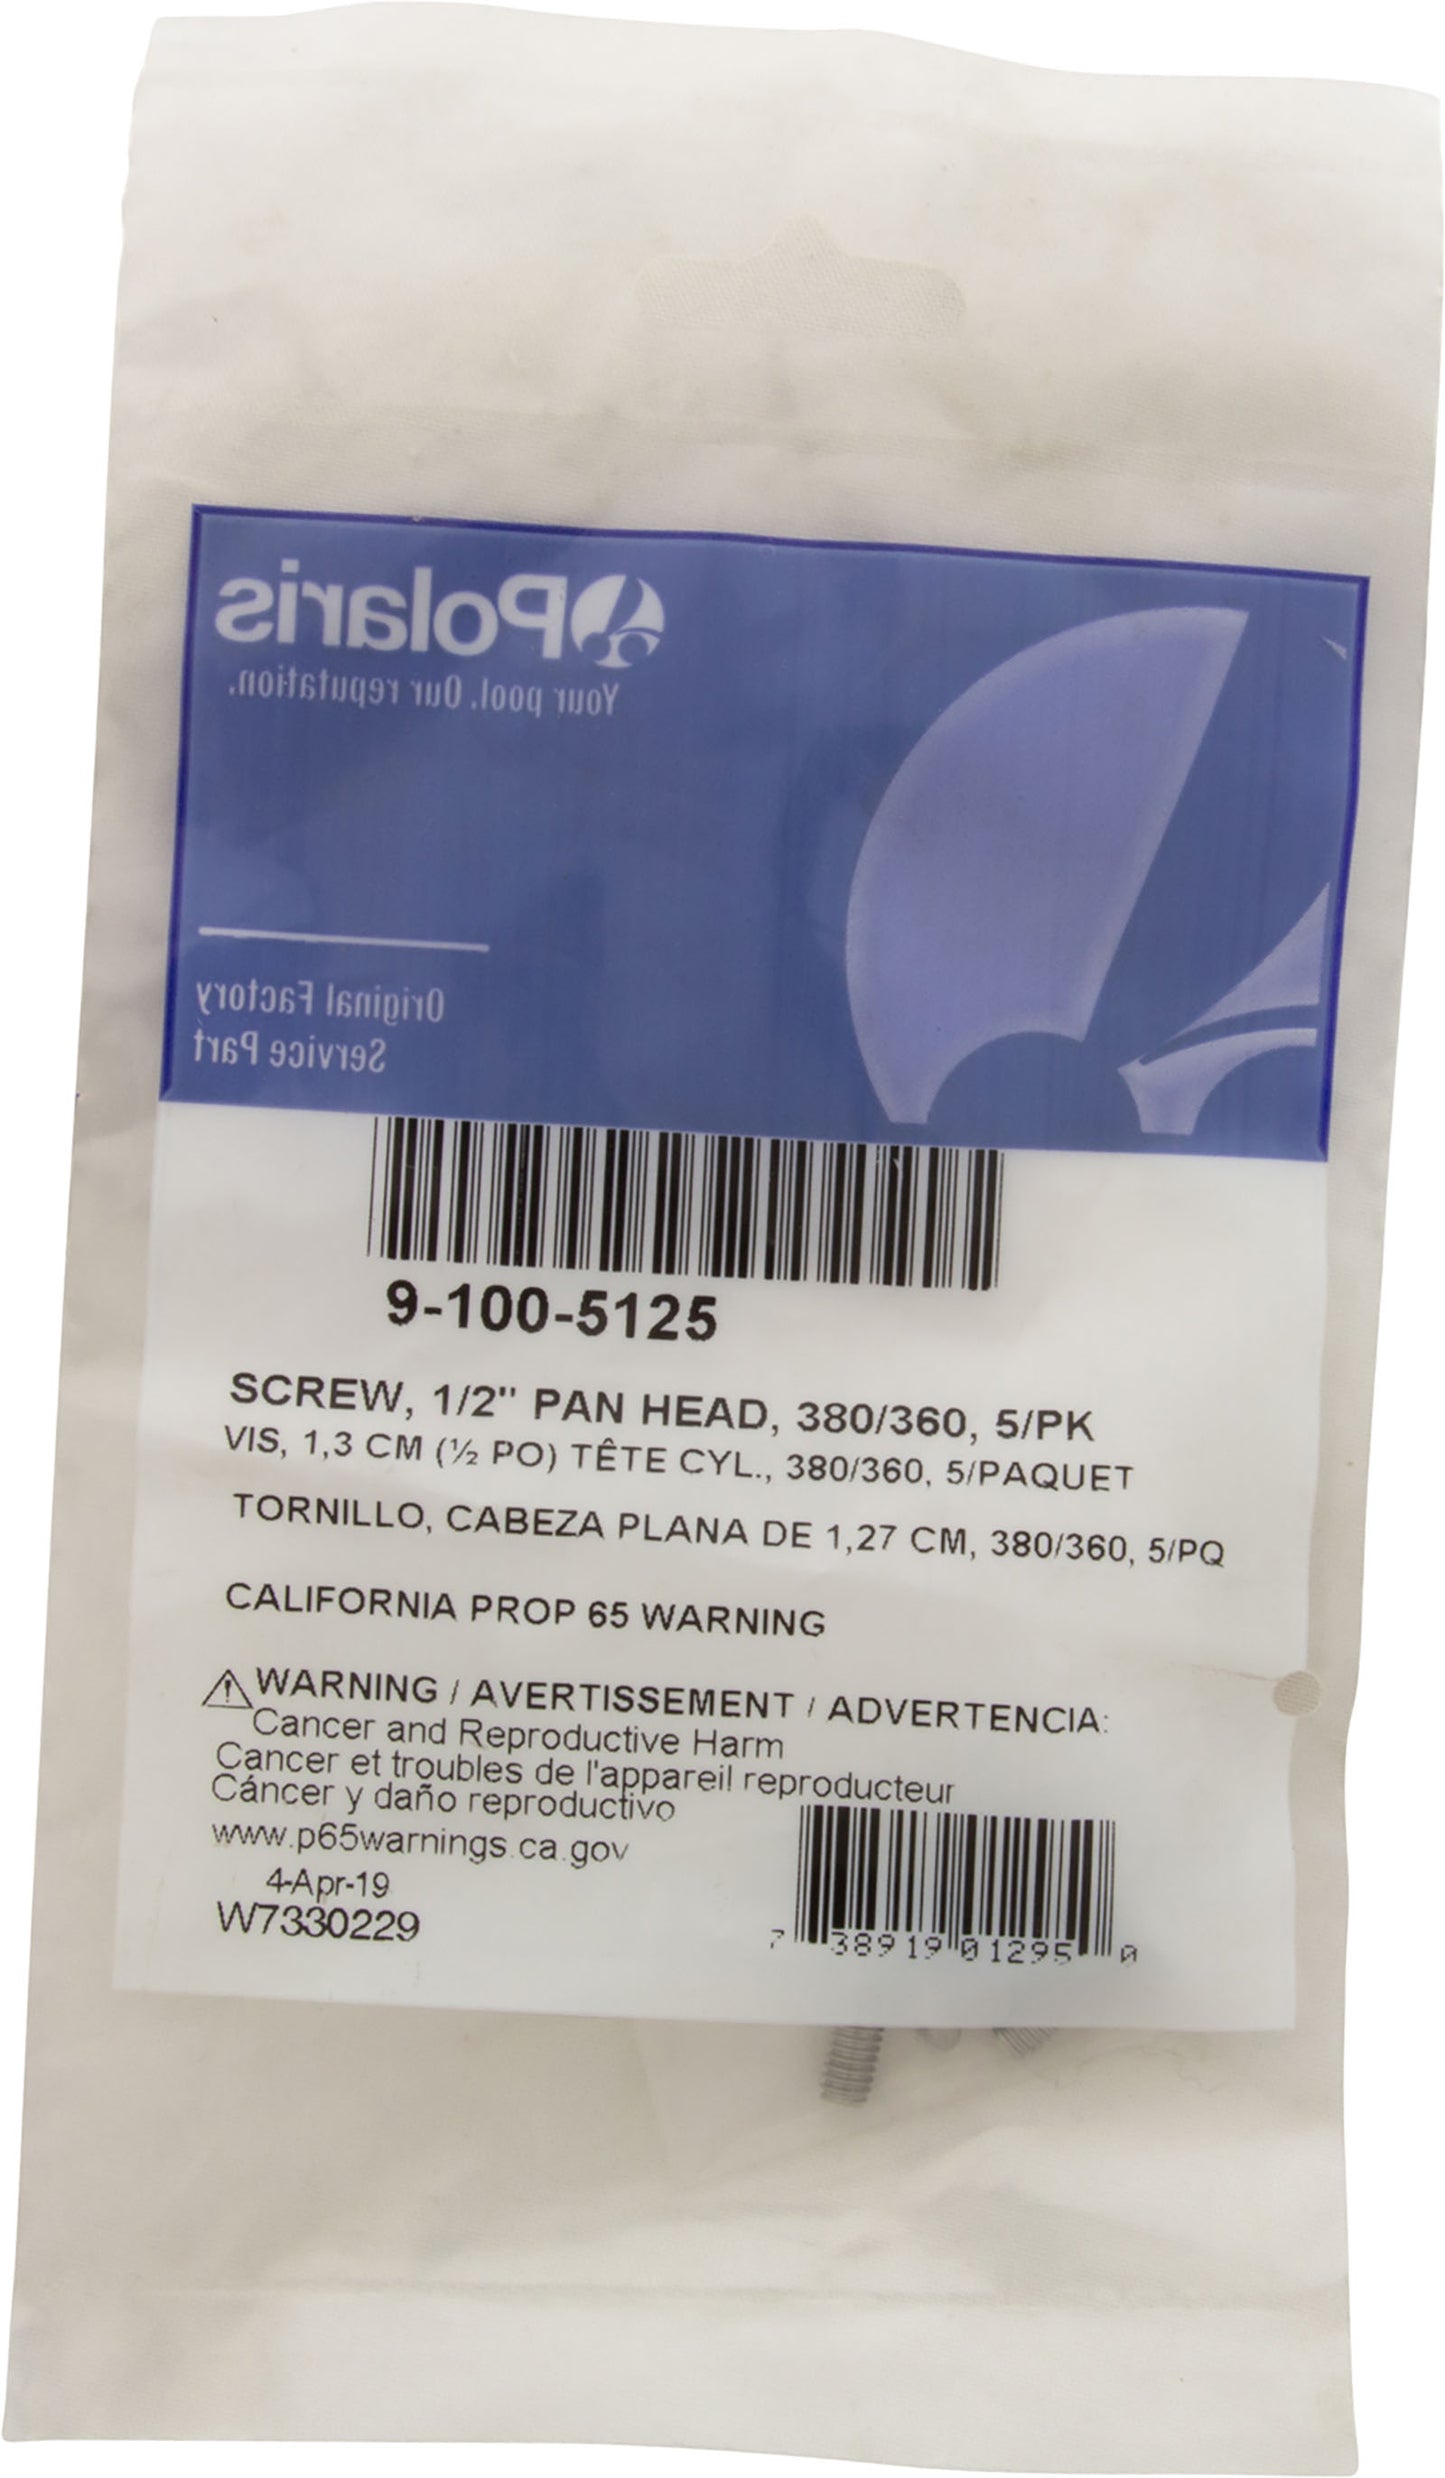 Polaris
Your pool. Our reputation.
Original Factory
Service Part
9-100-5125
SCREW, 1/2" PAN HEAD, 380/360, 5/PK
VIS, 1,3 CM (½ PO) TÊTE CYL., 380/360, 5/PAQUET
TORNILLO, CABEZA PLANA DE 1,27 CM, 380/360, 5/PQ
CALIFORNIA PROP 65 WARNING
⚠ WARNING / AVERTISSEMENT / ADVERTENCIA:
Cancer and Reproductive Harm
Cancer et troubles de l'appareil reproducteur
Cáncer y daño reproductivo
www.p65warnings.ca.gov
4-Apr-19
W7330229
7 38919 01295 0